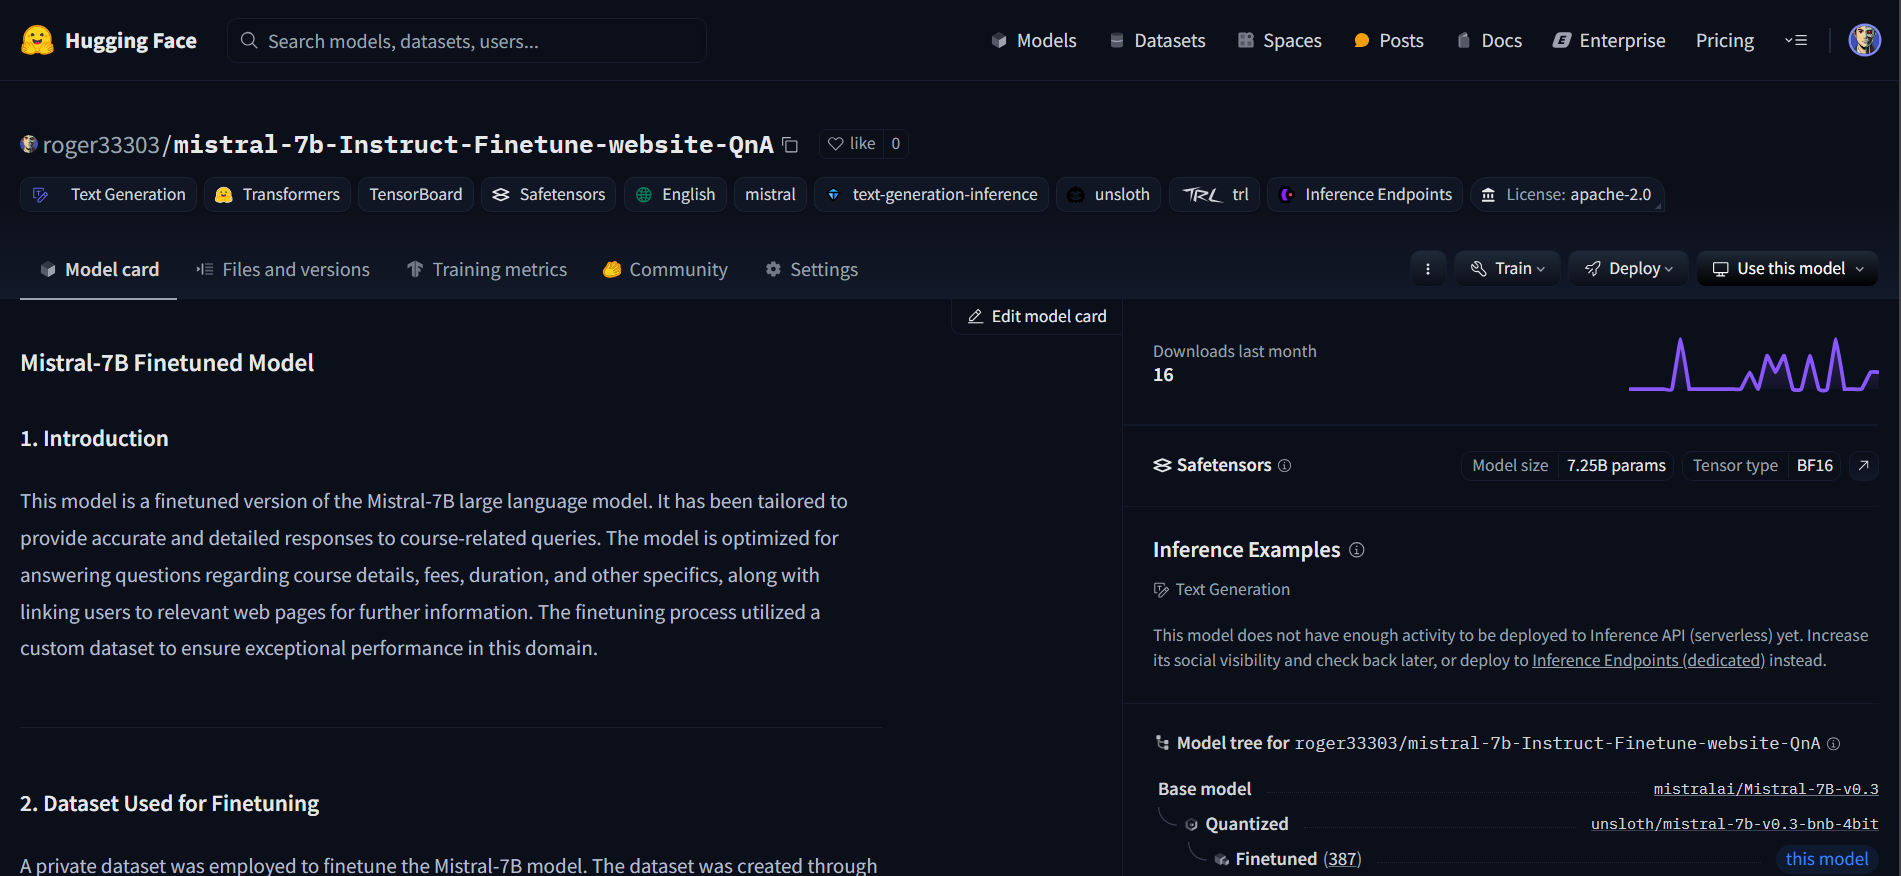 Hugging Face
Search models, datasets, users...
Models
Datasets
Spaces
Posts
Docs
Enterprise
Pricing
roger33303/mistral-7b-Instruct-Finetune-website-QnA
like 0
Text Generation
Transformers
TensorBoard
Safetensors
English
mistral
text-generation-inference
unsloth
TRL trl
Inference Endpoints
License: apache-2.0
Model card
Files and versions
Training metrics
Community
Settings
Train
Deploy
Use this model
Edit model card
Mistral-7B Finetuned Model
1. Introduction
This model is a finetuned version of the Mistral-7B large language model. It has been tailored to
provide accurate and detailed responses to course-related queries. The model is optimized for
answering questions regarding course details, fees, duration, and other specifics, along with
linking users to relevant web pages for further information. The finetuning process utilized a
custom dataset to ensure exceptional performance in this domain.
2. Dataset Used for Finetuning
A private dataset was employed to finetune the Mistral-7B model. The dataset was created through
Downloads last month
16
Safetensors
Model size 7.25B params
Tensor type BF16
Inference Examples
Text Generation
This model does not have enough activity to be deployed to Inference API (serverless) yet. Increase
its social visibility and check back later, or deploy to Inference Endpoints (dedicated) instead.
Model tree for roger33303/mistral-7b-Instruct-Finetune-website-QnA
Base model mistralai/Mistral-7B-v0.3
Quantized unsloth/mistral-7b-v0.3-bnb-4bit
Finetuned (387) this model